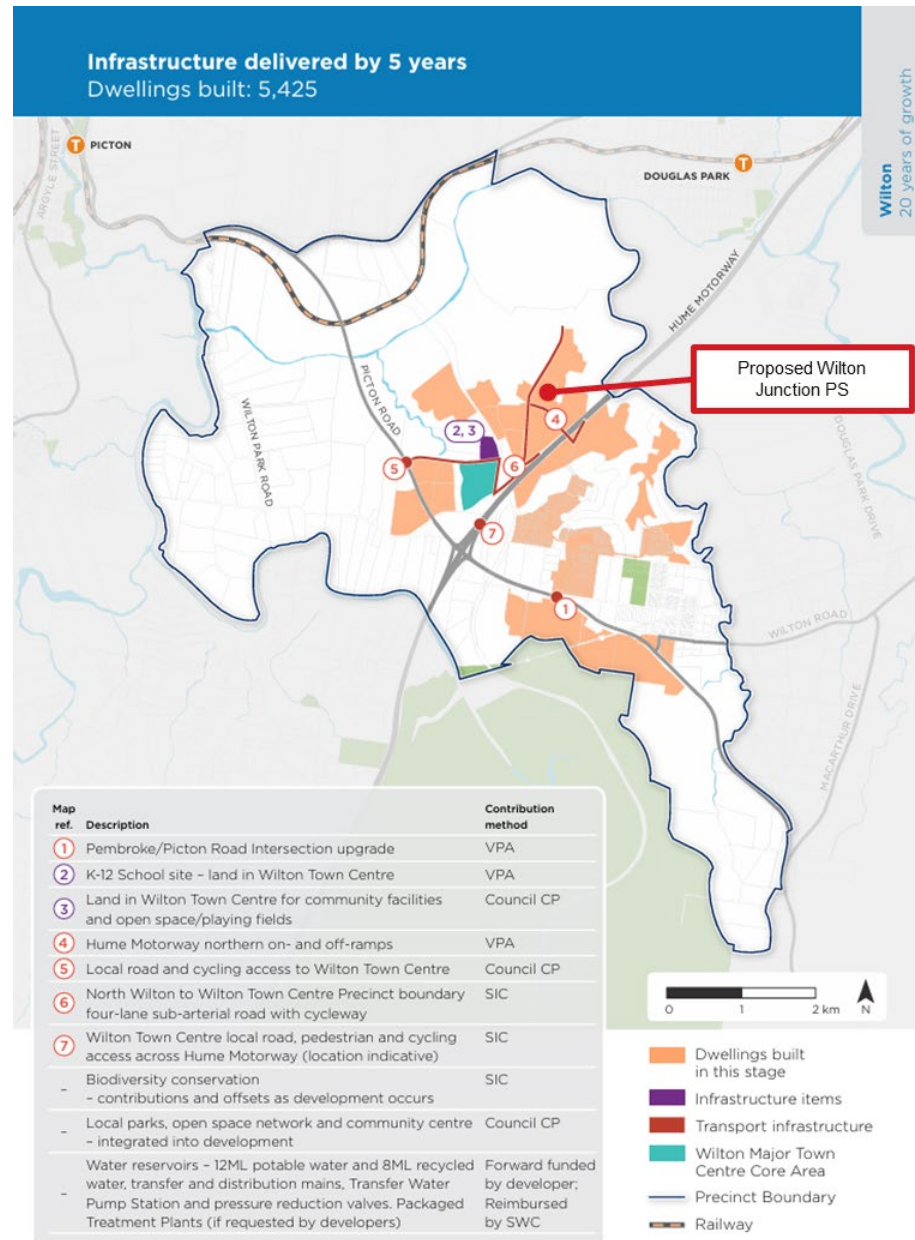 Infrastructure delivered by 5 years
Dwellings built: 5,425
Wilton
20 years of growth
T PICTON
DOUGLAS PARK T
ARGYLE STREET
HUME MOTORWAY
Proposed Wilton
Junction PS
PICTON ROAD
WILTON PARK ROAD
DOUGLAS PARK DRIVE
4
2, 3
5
6
7
1
WILTON ROAD
MACARTHUR DRIVE
Map
ref. Description
Contribution
method
1 Pembroke/Picton Road Intersection upgrade VPA
2 K-12 School site – land in Wilton Town Centre VPA
3 Land in Wilton Town Centre for community facilities Council CP
and open space/playing fields
4 Hume Motorway northern on- and off-ramps VPA
5 Local road and cycling access to Wilton Town Centre Council CP
6 North Wilton to Wilton Town Centre Precinct boundary SIC
four-lane sub-arterial road with cycleway
7 Wilton Town Centre local road, pedestrian and cycling SIC
access across Hume Motorway (location indicative)
– Biodiversity conservation SIC
– contributions and offsets as development occurs
– Local parks, open space network and community centre Council CP
– integrated into development
– Water reservoirs – 12ML potable water and 8ML recycled Forward funded
water, transfer and distribution mains, Transfer Water by developer;
Pump Station and pressure reduction valves. Packaged Reimbursed
Treatment Plants (if requested by developers) by SWC
0 1 2 km N
Dwellings built
in this stage
Infrastructure items
Transport infrastructure
Wilton Major Town
Centre Core Area
Precinct Boundary
Railway